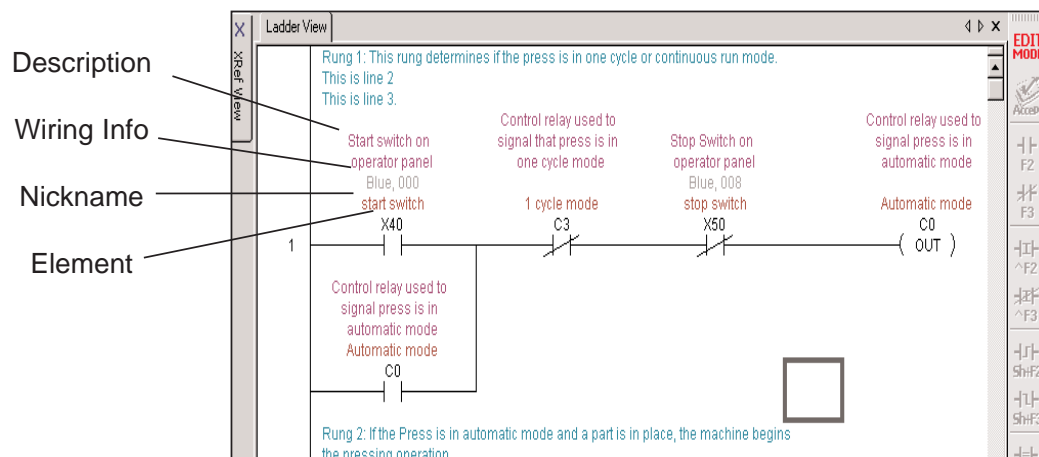 Ladder View
EDIT
MODE
XRef View
Rung 1: This rung determines if the press is in one cycle or continuous run mode.
This is line 2
This is line 3.
Accept
Description
Wiring Info
Nickname
Element
Start switch on
operator panel
Blue, 000
start switch
X40
Control relay used to
signal that press is in
one cycle mode
1 cycle mode
C3
Stop Switch on
operator panel
Blue, 008
stop switch
X50
Control relay used to
signal press is in
automatic mode
Automatic mode
C0
OUT
1
Control relay used to
signal press is in
automatic mode
Automatic mode
C0
F2
F3
^F2
^F3
Sh+F2
Sh+F3
Rung 2: If the Press is in automatic mode and a part is in place, the machine begins
the pressing operation